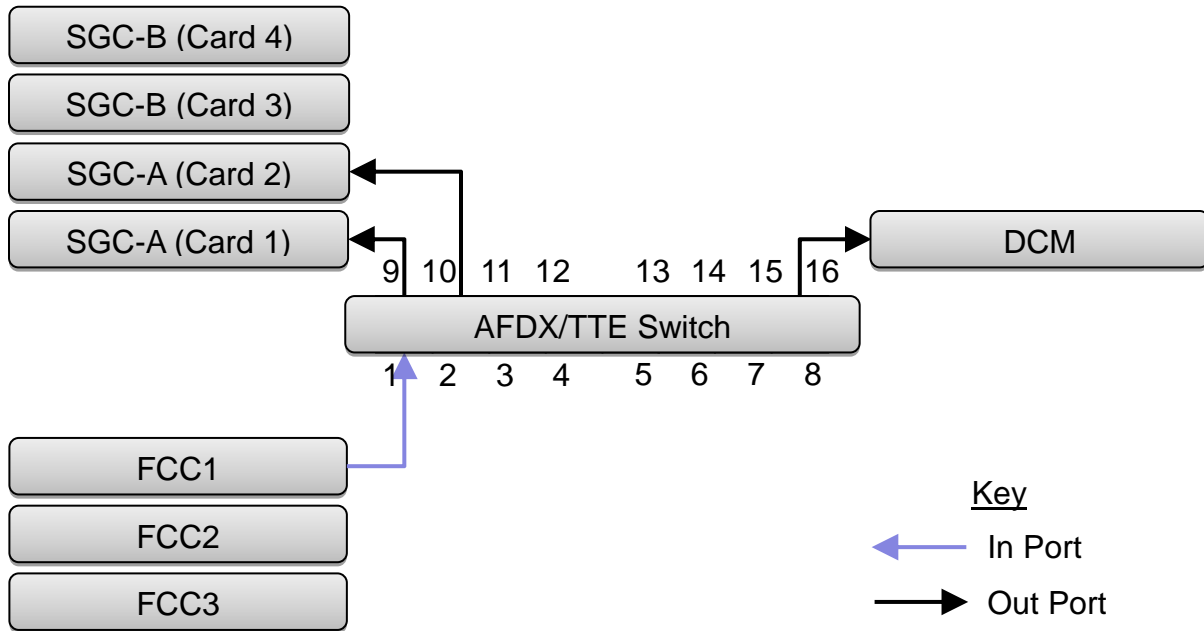 SGC-B (Card 4)
SGC-B (Card 3)
SGC-A (Card 2)
SGC-A (Card 1)
DCM
9 10 11 12 13 14 15 16
AFDX/TTE Switch
1 2 3 4 5 6 7 8
FCC1
FCC2
FCC3
Key
In Port
Out Port